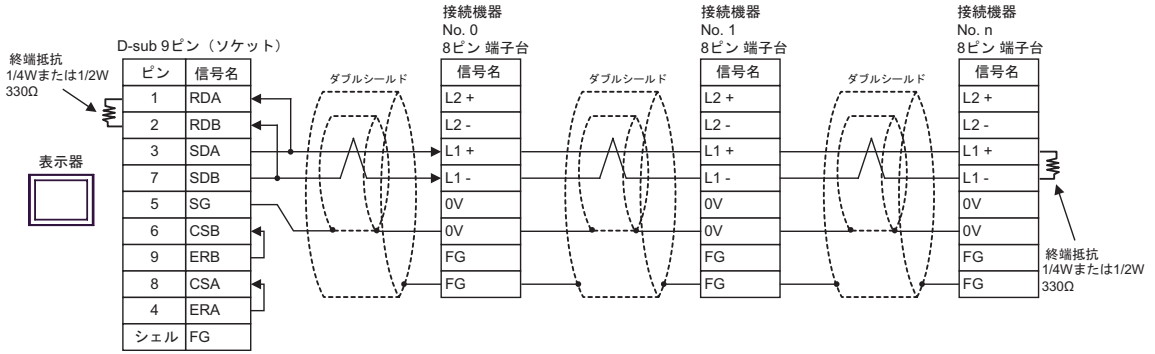 終端抵抗
1/4Wまたは1/2W
330Ω
表示器
D-sub 9ピン（ソケット）
ピン 信号名
1 RDA
2 RDB
3 SDA
7 SDB
5 SG
6 CSB
9 ERB
8 CSA
4 ERA
シェル FG
ダブルシールド
接続機器
No. 0
8ピン 端子台
信号名
L2 +
L2 -
L1 +
L1 -
0V
0V
FG
FG
ダブルシールド
接続機器
No. 1
8ピン 端子台
信号名
L2 +
L2 -
L1 +
L1 -
0V
0V
FG
FG
ダブルシールド
接続機器
No. n
8ピン 端子台
信号名
L2 +
L2 -
L1 +
L1 -
0V
0V
FG
FG
終端抵抗
1/4Wまたは1/2W
330Ω